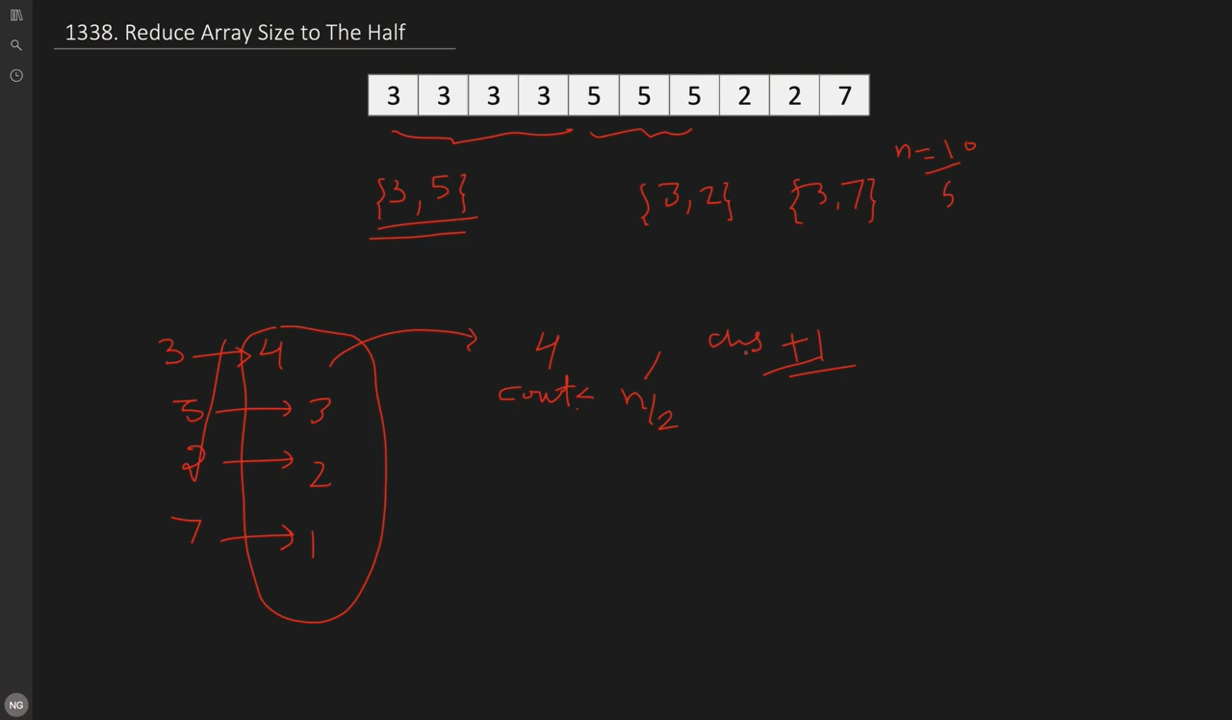 1338. Reduce Array Size to The Half
3 3 3 3 5 5 5 2 2 7
n=10
{3,5} {3,2} {3,7} 5
3 → 4 4 ans +1
cout < n/2
5 → 3
2 → 2
7 → 1
NG